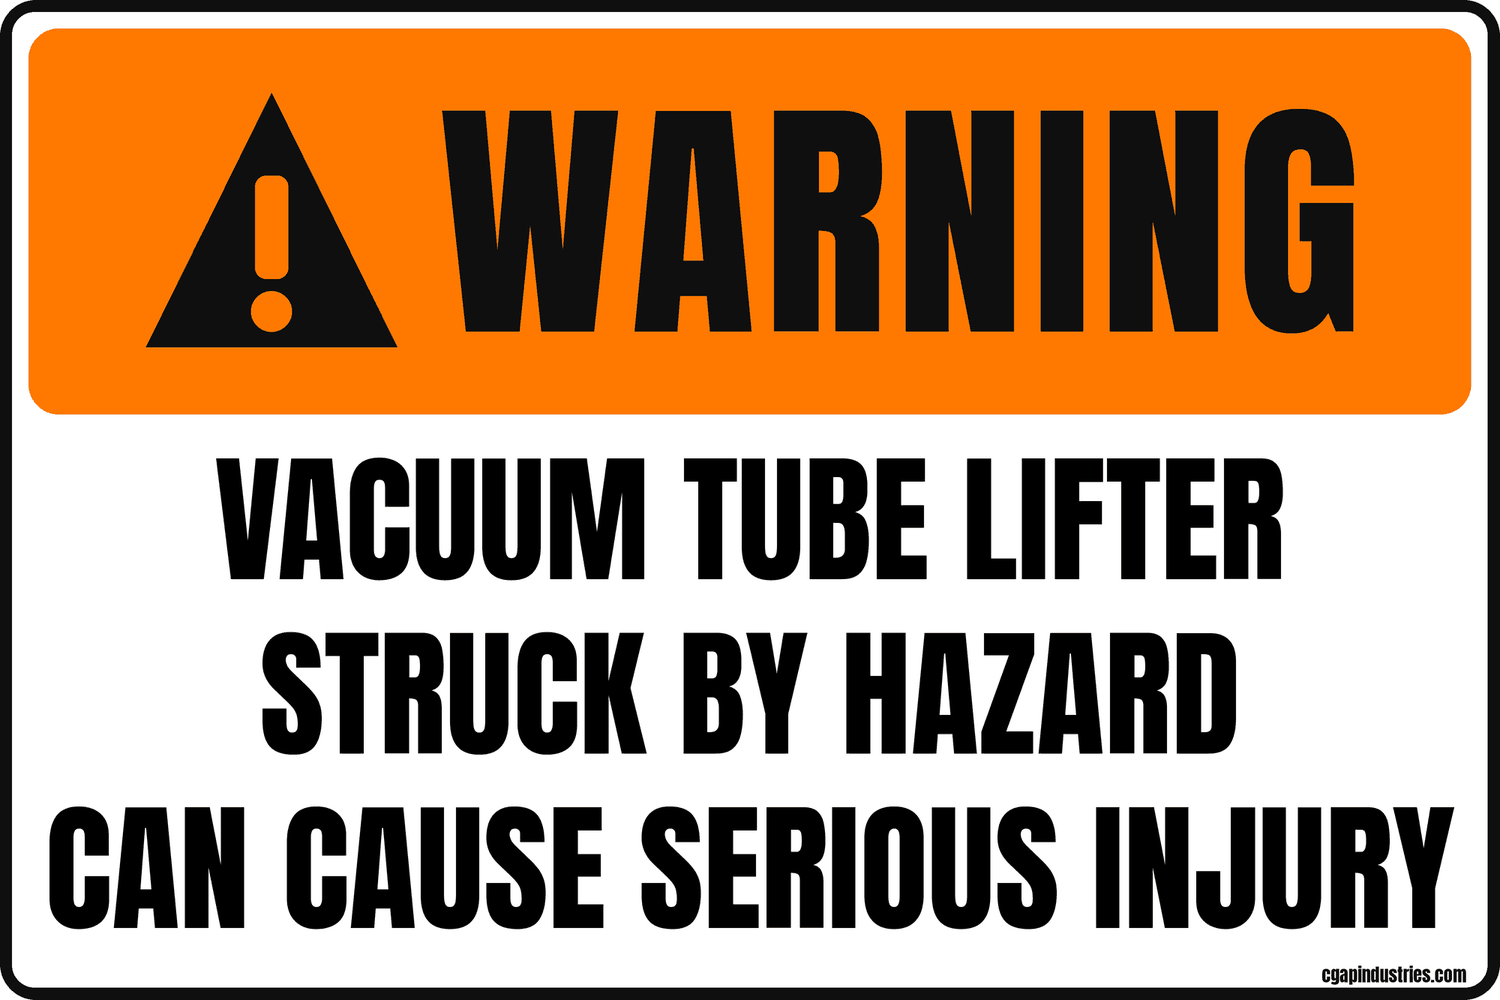 WARNING
VACUUM TUBE LIFTER
STRUCK BY HAZARD
CAN CAUSE SERIOUS INJURY
cgapindustries.com